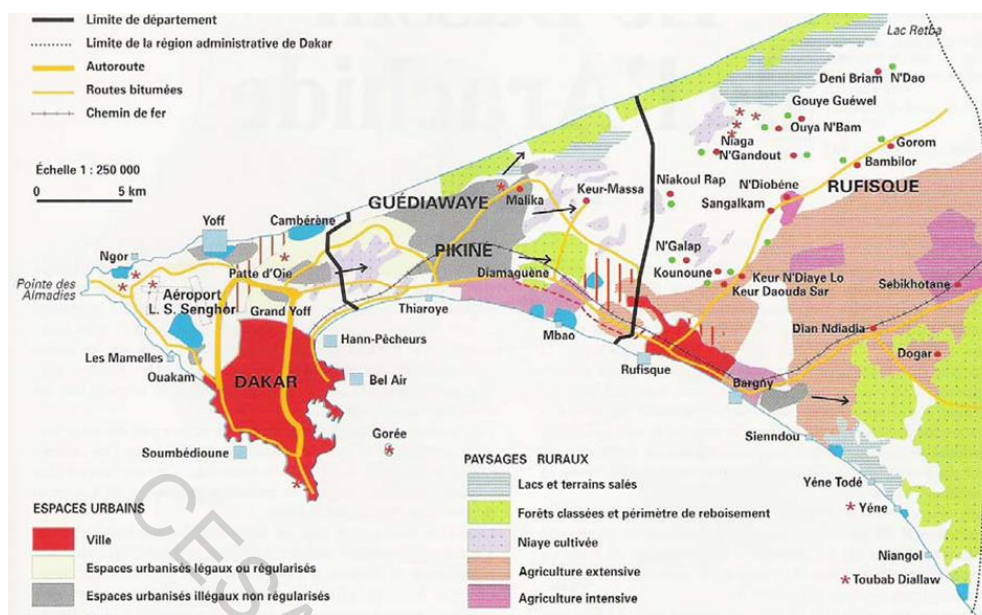 Limite de département
Limite de la région administrative de Dakar
Autoroute
Routes bitumées
Chemin de fer
Échelle 1 : 250 000
0 5 km
Lac Retba
Deni Briam
N'Dao
Gouye Guéwel
Ouya N'Bam
Niaga
N'Gandout
Gorom
Bambilor
Niakoul Rap
N'Diobène
RUFISQUE
Sangalkam
Keur-Massa
Malika
GUÉDIAWAYE
Cambérène
Yoff
Ngor
PIKINE
N'Galap
Kounoune
Keur N'Diaye Lo
Keur Daouda Sar
Sébikhotane
Patte d'Oie
Diamaguène
Pointe des
Almadies
Aéroport
L. S. Senghor
Grand Yoff
Thiaroye
Mbao
Dian Ndiadia
Dogar
Hann-Pècheurs
Les Mamelles
Ouakam
Rufisque
Bargny
DAKAR
Bel Air
Gorée
Soumbédioune
Sienndou
Yéne Todé
Yéne
Niangol
Toubab Diallaw
ESPACES URBAINS
Ville
Espaces urbanisés légaux ou régularisés
Espaces urbanisés illégaux non régularisés
PAYSAGES RURAUX
Lacs et terrains salés
Forêts classées et périmètre de reboisement
Niaye cultivée
Agriculture extensive
Agriculture intensive